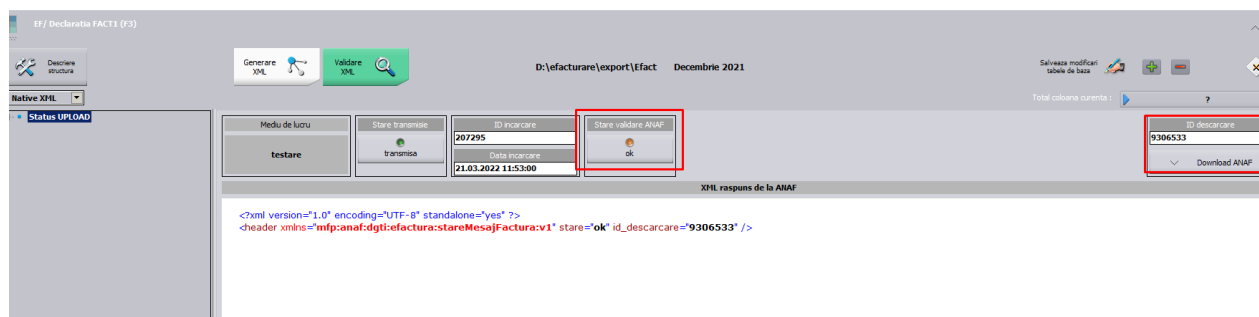 EF/ Declaratia FACT1 (F3)
Descriere
structura
Generare
XML
Validare
XML
D:\efacturare\export\Efact Decembrie 2021
Salveaza modificari
tabele de baza
Native XML
Total coloana curenta :
?
Status UPLOAD
Mediu de lucru
testare
Stare transmisie
transmisa
ID incarcare
207295
Data incarcare
21.03.2022 11:53:00
Stare validare ANAF
ok
ID descarcare
9306533
Download ANAF
XML raspuns de la ANAF
<?xml version="1.0" encoding="UTF-8" standalone="yes" ?>
<header xmlns="mfp:anaf:dgti:efactura:stareMesajFactura:v1" stare="ok" id_descarcare="9306533" />